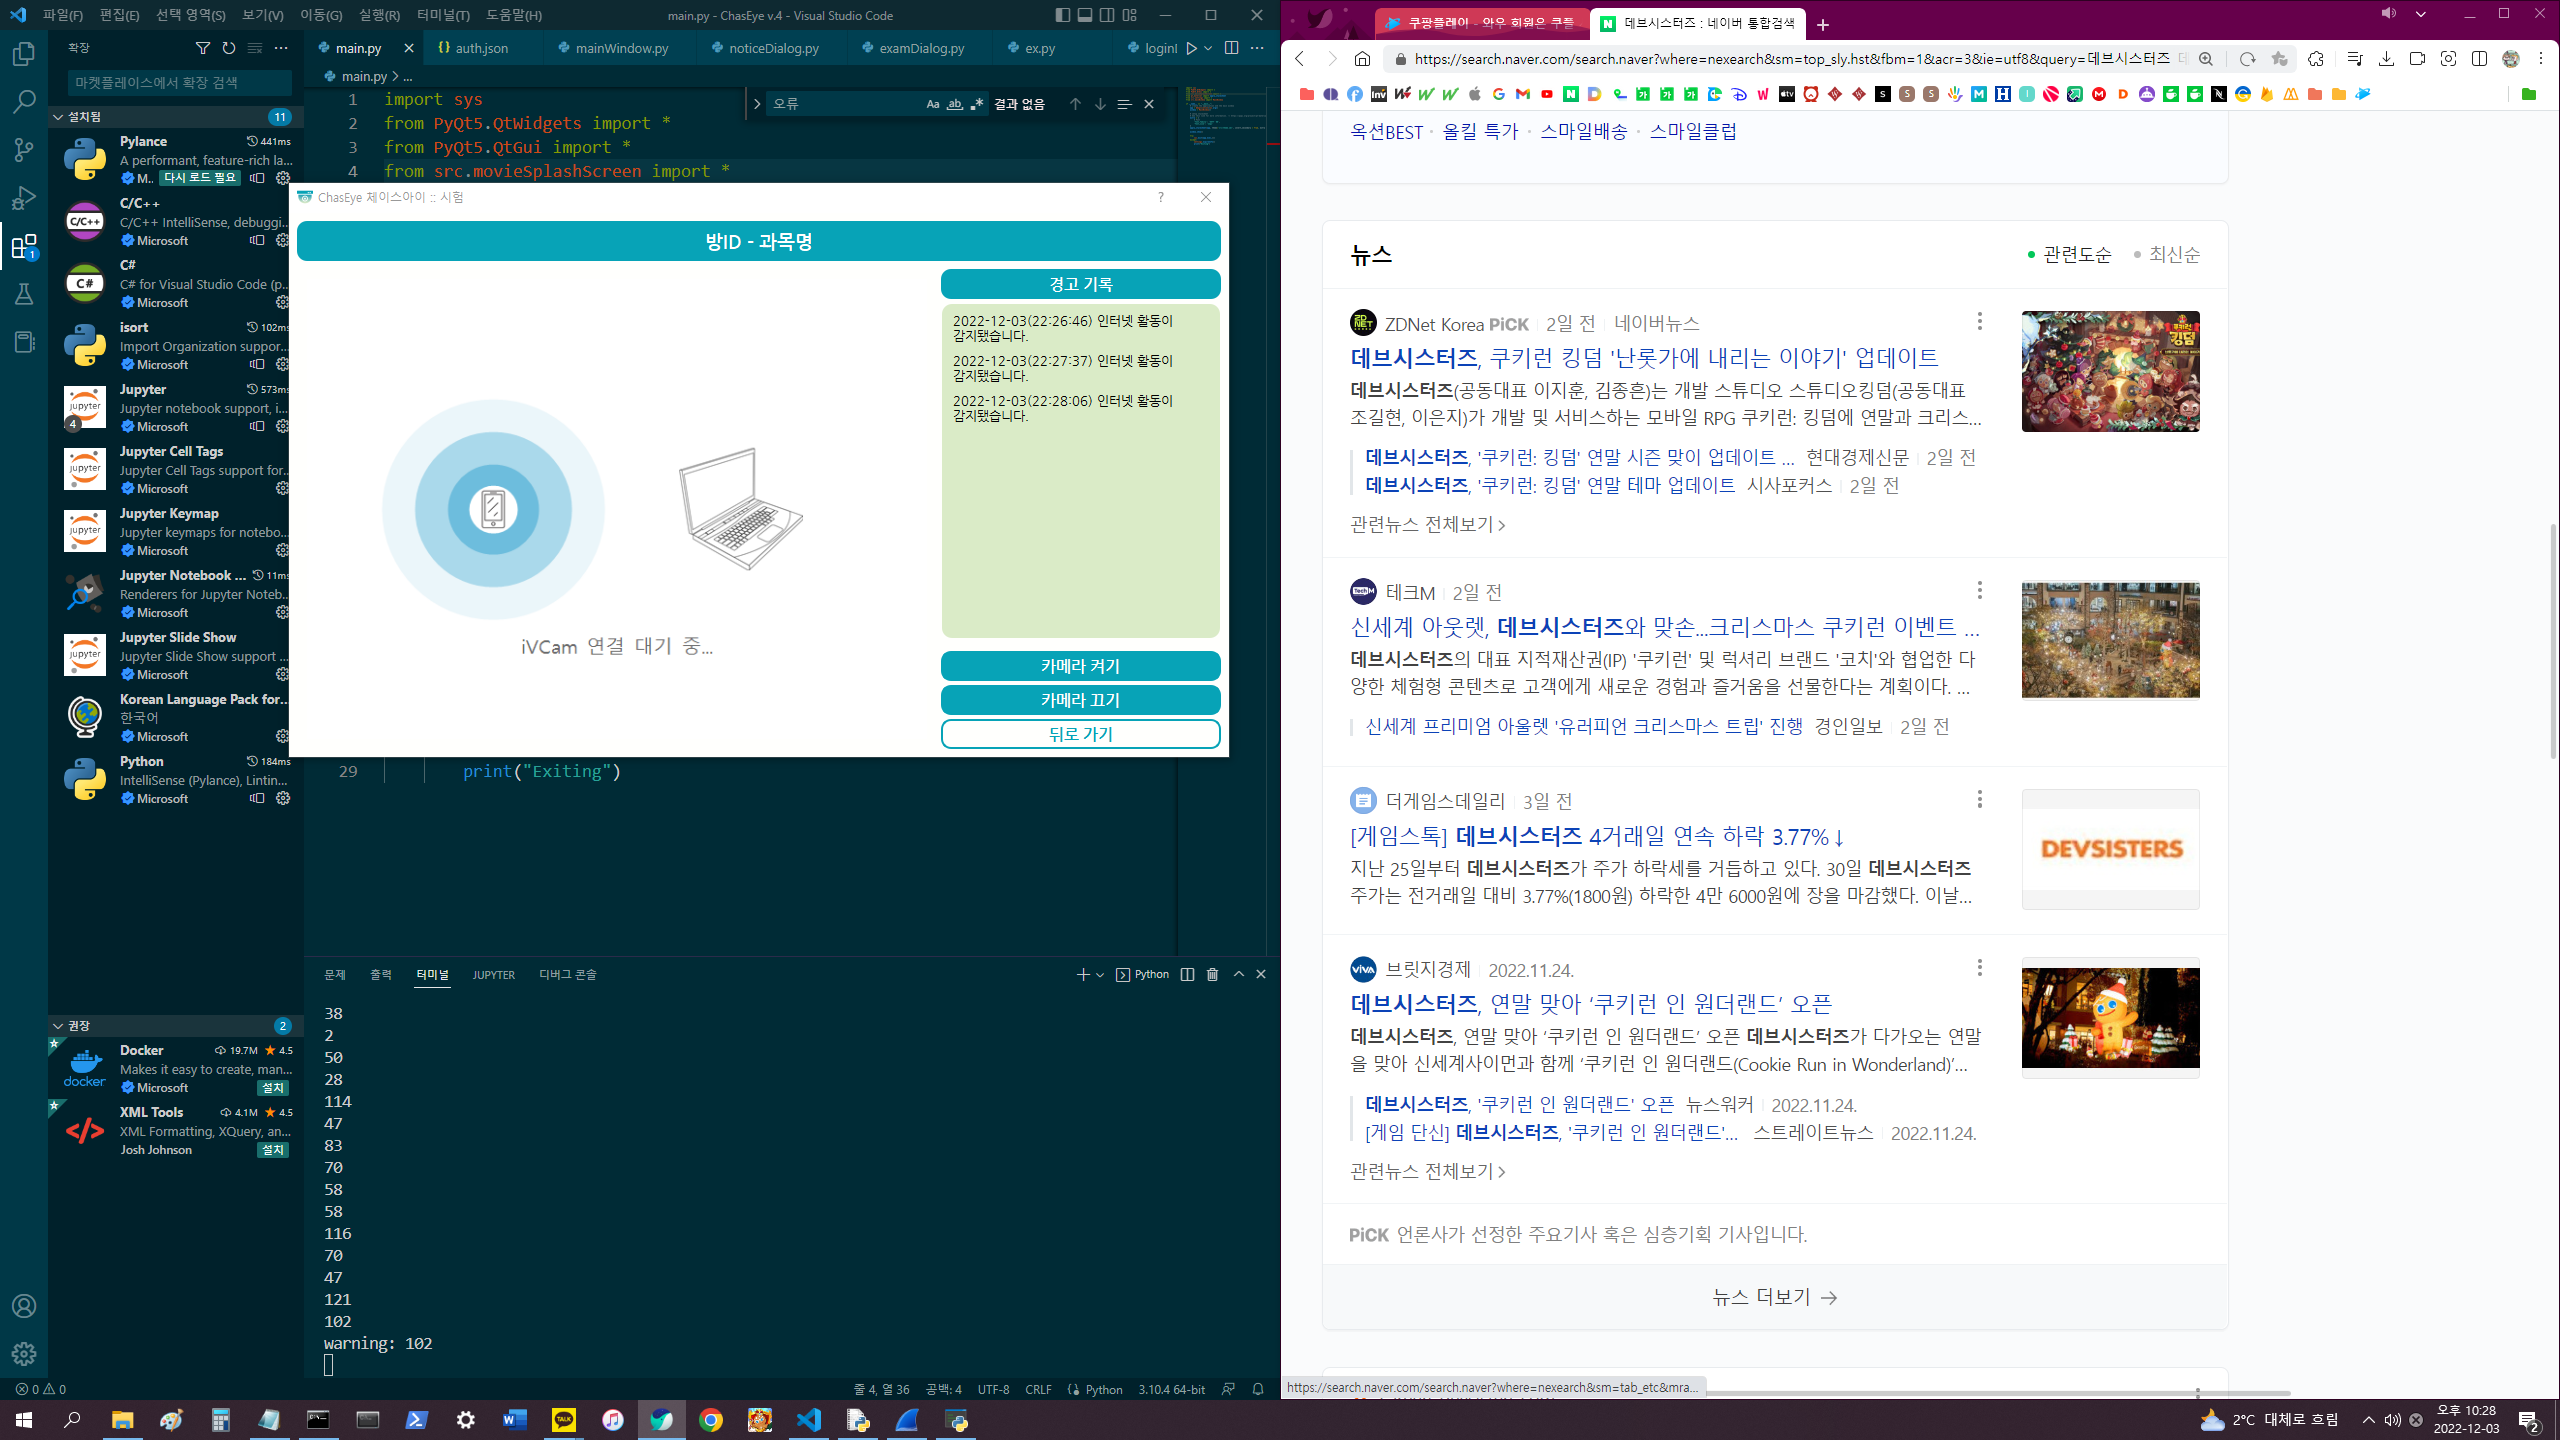 파일(F) 편집(E) 선택 영역(S) 보기(V) 이동(G) 실행(R) 터미널(T) 도움말(H)
main.py - ChasEye v.4 - Visual Studio Code
확장
마켓플레이스에서 확장 검색
설치됨 11
Pylance 441ms
A performant, feature-rich la...
M.. 다시 로드 필요
C/C++
C/C++ IntelliSense, debuggi...
Microsoft
C#
C# for Visual Studio Code (p...
Microsoft
isort 102ms
Import Organization suppor...
Microsoft
Jupyter 573ms
Jupyter notebook support, i...
4 Microsoft
Jupyter Cell Tags
Jupyter Cell Tags support for...
Microsoft
Jupyter Keymap
Jupyter keymaps for notebo...
Microsoft
Jupyter Notebook ... 11ms
Renderers for Jupyter Noteb...
Microsoft
Jupyter Slide Show
Jupyter Slide Show support ...
Microsoft
Korean Language Pack for...
한국어
Microsoft
Python 184ms
IntelliSense (Pylance), Lintin...
Microsoft
권장 2
Docker 19.7M 4.5
Makes it easy to create, man...
Microsoft 설치
XML Tools 4.1M 4.5
XML Formatting, XQuery, an...
Josh Johnson 설치
main.py auth.json mainWindow.py noticeDialog.py examDialog.py ex.py loginI
main.py > ...
오류 결과 없음
1 import sys
2 from PyQt5.QtWidgets import *
3 from PyQt5.QtGui import *
4 from src.movieSplashScreen import *
ChasEye 체이스아이 :: 시험
방ID - 과목명
경고 기록
2022-12-03(22:26:46) 인터넷 활동이
감지됐습니다.
2022-12-03(22:27:37) 인터넷 활동이
감지됐습니다.
2022-12-03(22:28:06) 인터넷 활동이
감지됐습니다.
iVCam 연결 대기 중...
카메라 켜기
카메라 끄기
뒤로 가기
29 print("Exiting")
문제 출력 터미널 JUPYTER 디버그 콘솔
Python
38
2
50
28
114
47
83
70
58
58
116
70
47
121
102
warning: 102
0 0 줄 4, 열 36 공백: 4 UTF-8 CRLF Python 3.10.4 64-bit
쿠팡플레이 - 와우 회원은 쿠플
데브시스터즈 : 네이버 통합검색
https://search.naver.com/search.naver?where=nexearch&sm=top_sly.hst&fbm=1&acr=3&ie=utf8&query=데브시스터즈
옥션BEST · 올킬 특가 · 스마일배송 · 스마일클럽
뉴스 관련도순 최신순
ZDNet Korea PiCK 2일 전 네이버뉴스
데브시스터즈, 쿠키런 킹덤 '난롯가에 내리는 이야기' 업데이트
데브시스터즈(공동대표 이지훈, 김종흔)는 개발 스튜디오 스튜디오킹덤(공동대표
조길현, 이은지)가 개발 및 서비스하는 모바일 RPG 쿠키런: 킹덤에 연말과 크리스...
데브시스터즈, '쿠키런: 킹덤' 연말 시즌 맞이 업데이트 ... 현대경제신문 2일 전
데브시스터즈, '쿠키런: 킹덤' 연말 테마 업데이트 시사포커스 2일 전
관련뉴스 전체보기 >
테크M 2일 전
신세계 아웃렛, 데브시스터즈와 맞손...크리스마스 쿠키런 이벤트 ...
데브시스터즈의 대표 지적재산권(IP) '쿠키런' 및 럭셔리 브랜드 '코치'와 협업한 다
양한 체험형 콘텐츠로 고객에게 새로운 경험과 즐거움을 선물한다는 계획이다. ...
신세계 프리미엄 아울렛 '유러피언 크리스마스 트립' 진행 경인일보 2일 전
더게임스데일리 3일 전
[게임스톡] 데브시스터즈 4거래일 연속 하락 3.77%↓
지난 25일부터 데브시스터즈가 주가 하락세를 거듭하고 있다. 30일 데브시스터즈
주가는 전거래일 대비 3.77%(1800원) 하락한 4만 6000원에 장을 마감했다. 이날...
DEVSISTERS
브릿지경제 2022.11.24.
데브시스터즈, 연말 맞아 ‘쿠키런 인 원더랜드’ 오픈
데브시스터즈, 연말 맞아 ‘쿠키런 인 원더랜드’ 오픈 데브시스터즈가 다가오는 연말
을 맞아 신세계사이먼과 함께 ‘쿠키런 인 원더랜드(Cookie Run in Wonderland)’...
데브시스터즈, '쿠키런 인 원더랜드' 오픈 뉴스워커 2022.11.24.
[게임 단신] 데브시스터즈, '쿠키런 인 원더랜드'... 스트레이트뉴스 2022.11.24.
관련뉴스 전체보기 >
PiCK 언론사가 선정한 주요기사 혹은 심층기획 기사입니다.
뉴스 더보기 →
https://search.naver.com/search.naver?where=nexearch&sm=tab_etc&mra...
2°C 대체로 흐림
오후 10:28
2022-12-03
2